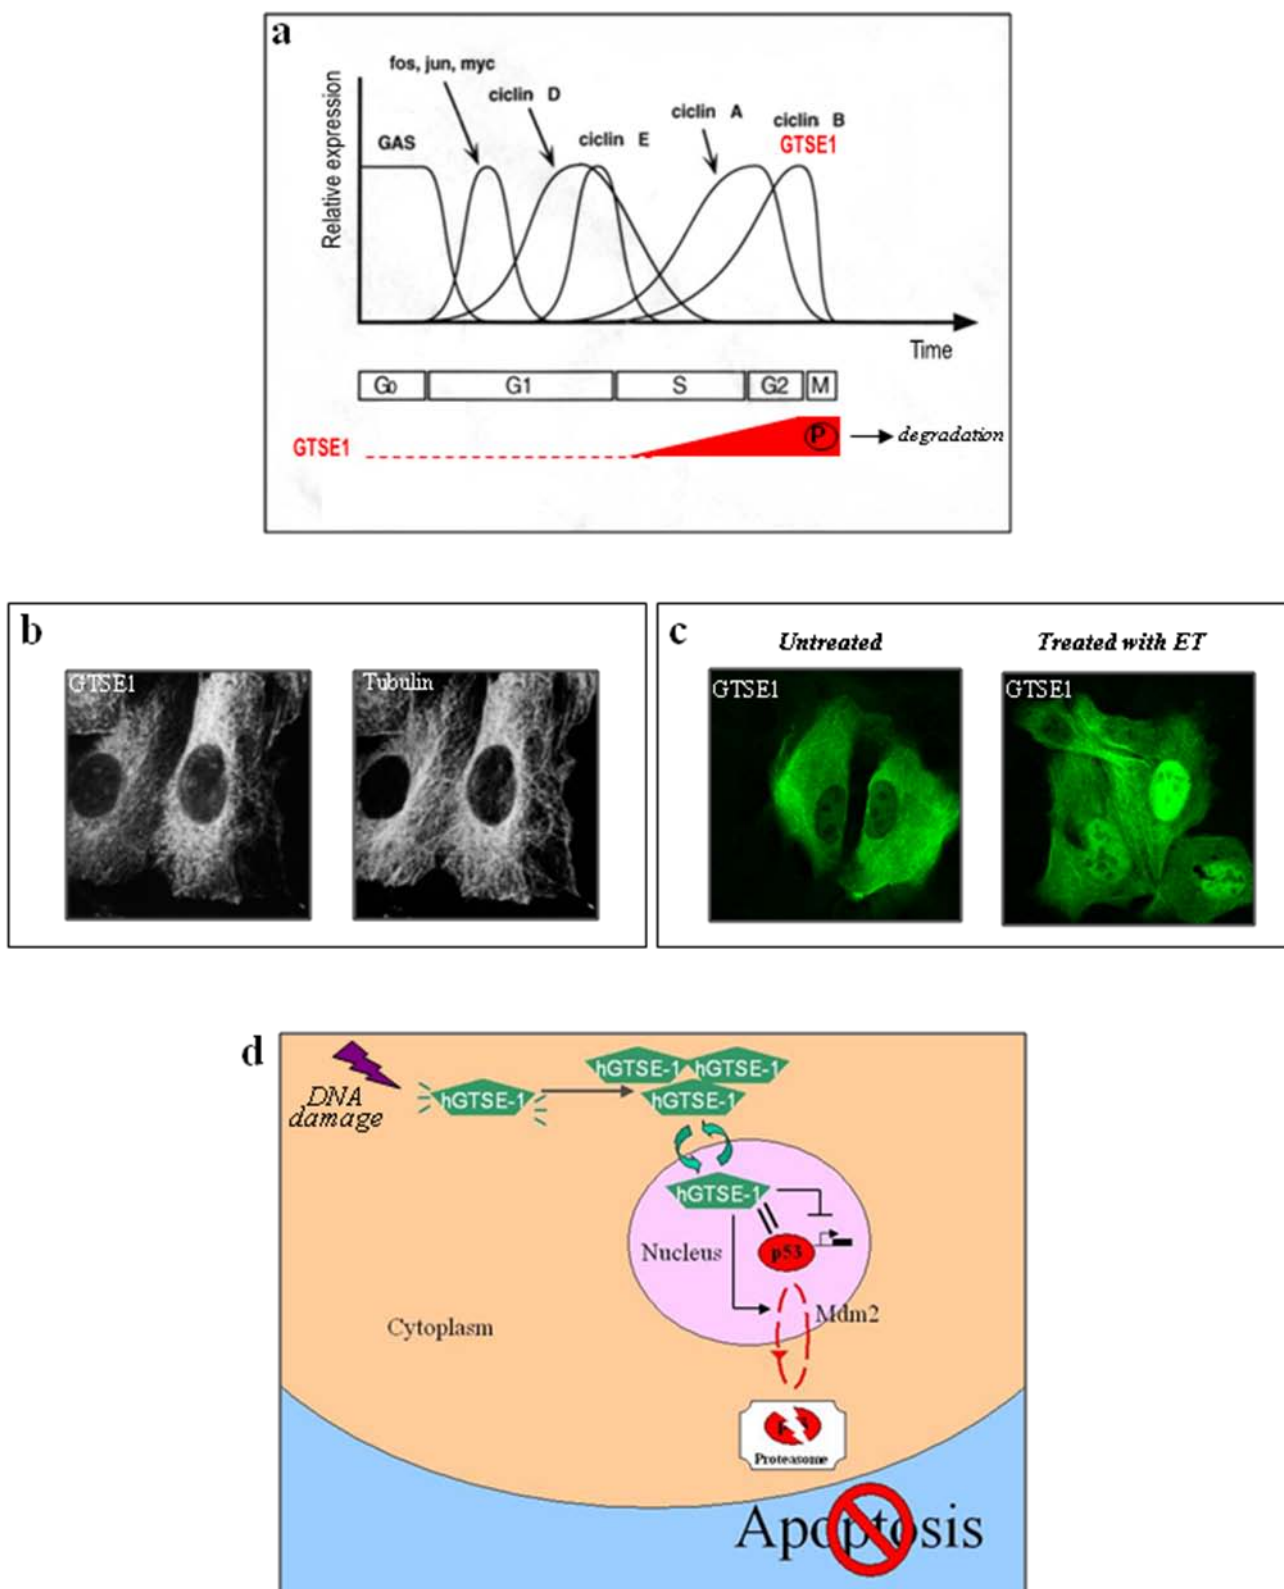 a
fos, jun, myc
ciclin D
ciclin A
ciclin B
GTSE1
ciclin E
GAS
Relative expression
Time
G0
G1
S
G2
M
GTSE1
P
degradation
b
GTSE1
Tubulin
c
Untreated
Treated with ET
GTSE1
GTSE1
d
DNA
damage
hGTSE-1
hGTSE-1
hGTSE-1
hGTSE-1
hGTSE-1
Nucleus
p53
Mdm2
Cytoplasm
Proteasome
Apoptosis